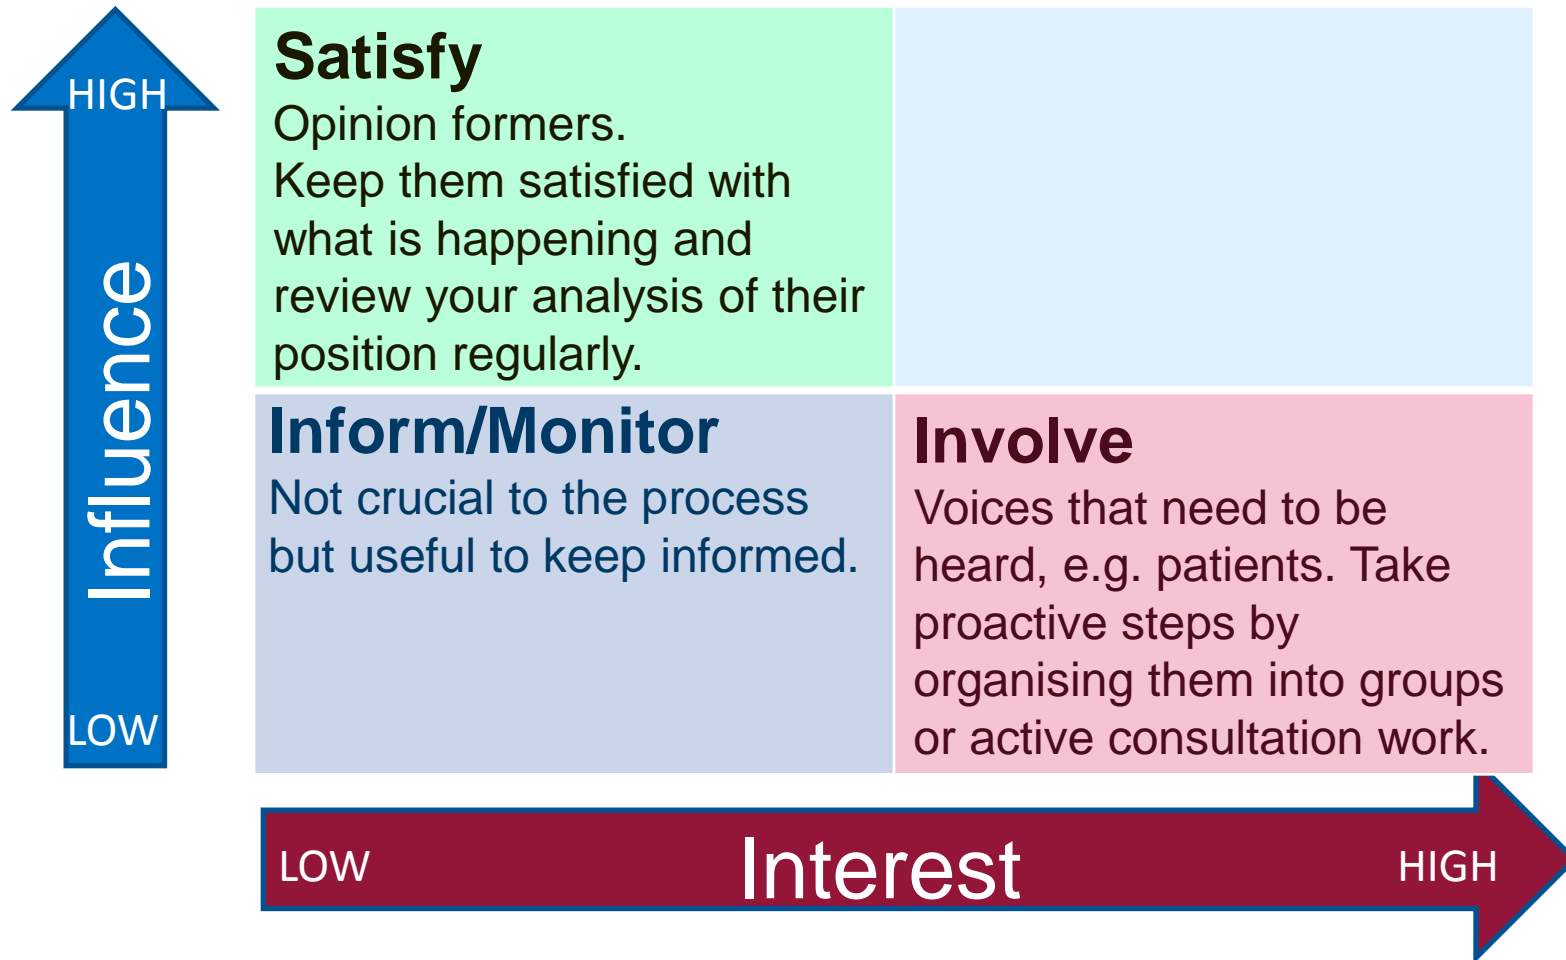 HIGH
Influence
LOW
Satisfy
Opinion formers.
Keep them satisfied with
what is happening and
review your analysis of their
position regularly.
Inform/Monitor
Not crucial to the process
but useful to keep informed.
Involve
Voices that need to be
heard, e.g. patients. Take
proactive steps by
organising them into groups
or active consultation work.
LOW
Interest
HIGH